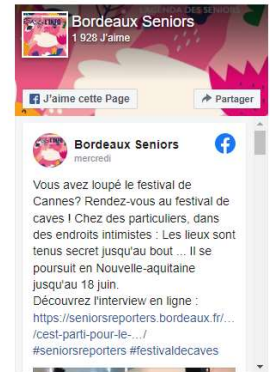 AGENDA DES SENIORS
Bordeaux Seniors
1 928 J'aime
J'aime cette Page
Partager
Bordeaux Seniors
mercredi
Vous avez loupé le festival de
Cannes? Rendez-vous au festival de
caves ! Chez des particuliers, dans
des endroits intimistes : Les lieux sont
tenus secret jusqu'au bout ... Il se
poursuit en Nouvelle-aquitaine
jusqu'au 18 juin.
Découvrez l'interview en ligne :
https://seniorsreporters.bordeaux.fr/…
/cest-parti-pour-le-…/
#seniorsreporters #festivaldecaves